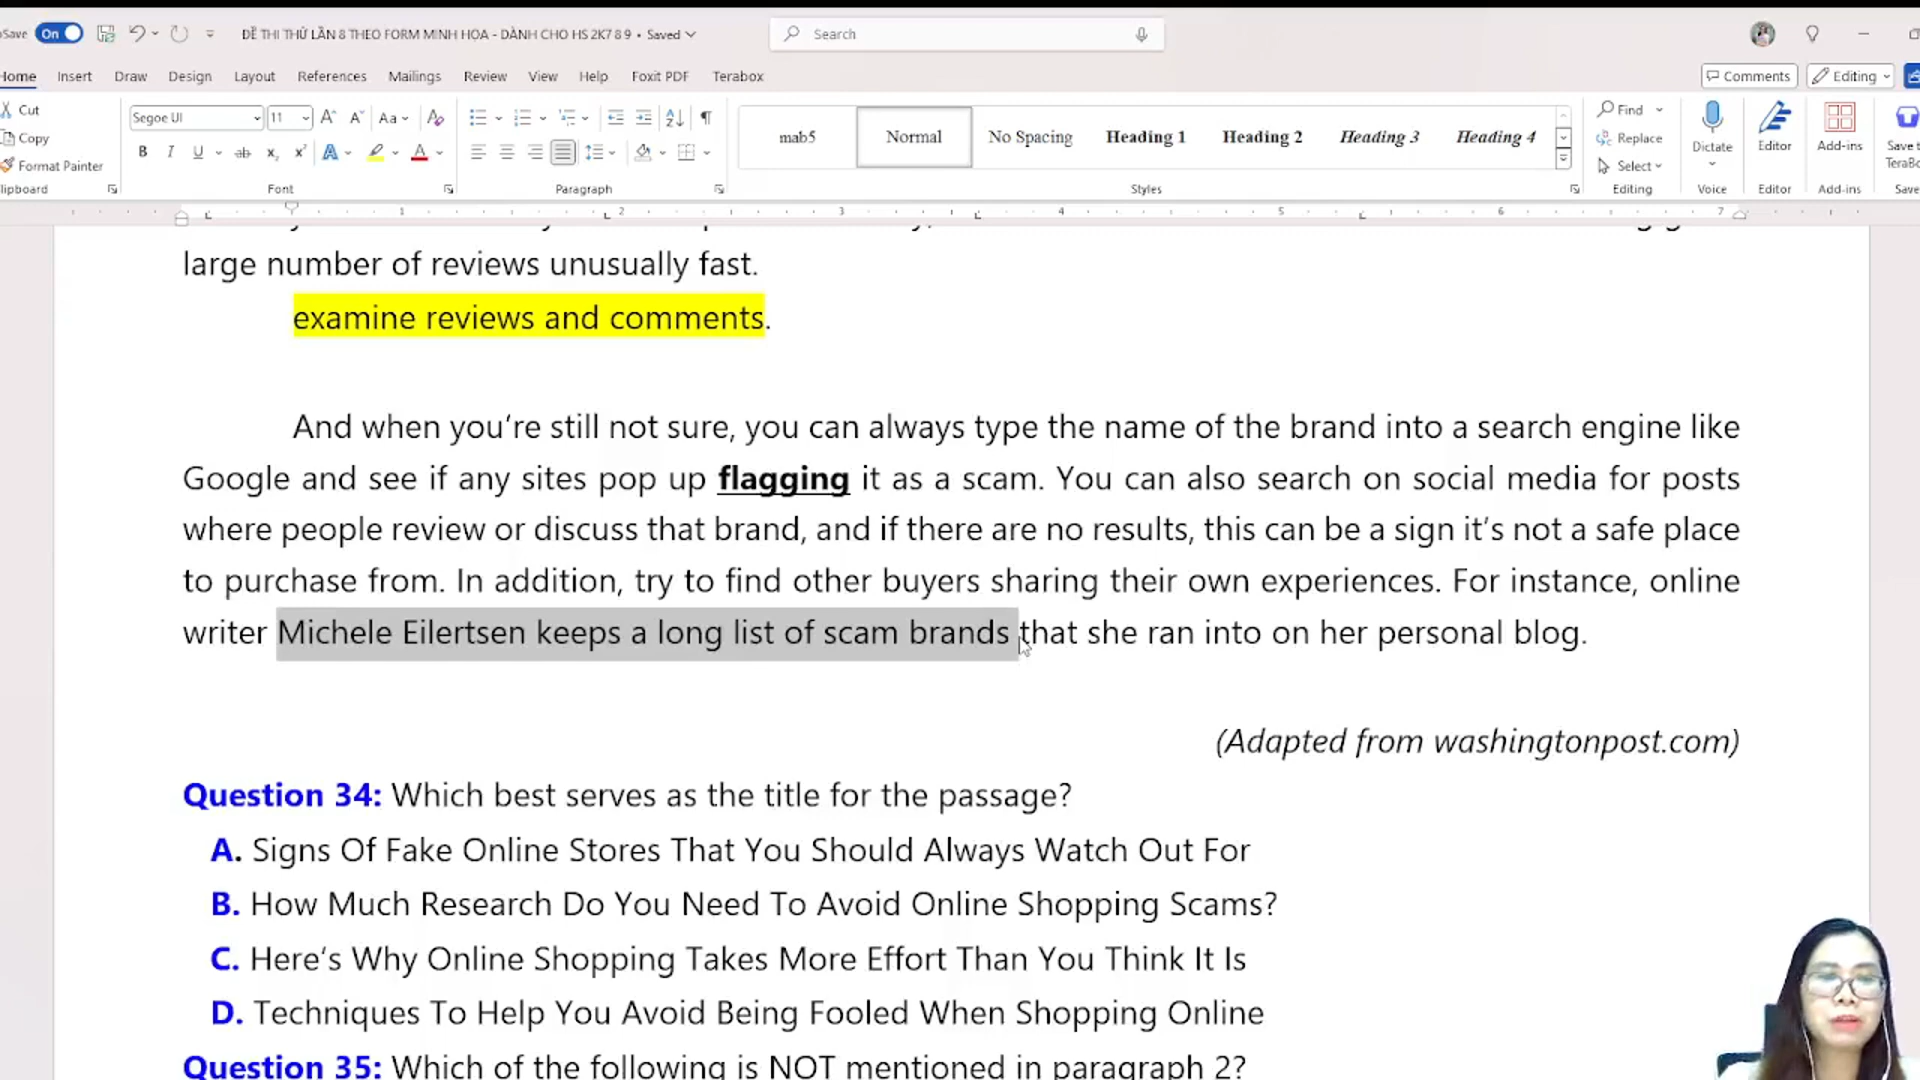 Save On ĐỀ THI THỬ LẦN 8 THEO FORM MINH HỌA - DÀNH CHO HS 2K7 8 9 • Saved Search
Home Insert Draw Design Layout References Mailings Review View Help Foxit PDF Terabox Comments Editing
Cut
Copy
Format Painter
Segoe UI 11
mab5 Normal No Spacing Heading 1 Heading 2 Heading 3 Heading 4
Find
Replace
Select
Dictate Editor Add-ins Save to
Font Paragraph Styles Editing Voice Editor Add-ins Save
1 2 3 4 5 6 7
large number of reviews unusually fast.
examine reviews and comments.
And when you're still not sure, you can always type the name of the brand into a search engine like
Google and see if any sites pop up flagging it as a scam. You can also search on social media for posts
where people review or discuss that brand, and if there are no results, this can be a sign it's not a safe place
to purchase from. In addition, try to find other buyers sharing their own experiences. For instance, online
writer Michele Eilertsen keeps a long list of scam brands that she ran into on her personal blog.
(Adapted from washingtonpost.com)
Question 34: Which best serves as the title for the passage?
A. Signs Of Fake Online Stores That You Should Always Watch Out For
B. How Much Research Do You Need To Avoid Online Shopping Scams?
C. Here's Why Online Shopping Takes More Effort Than You Think It Is
D. Techniques To Help You Avoid Being Fooled When Shopping Online
Question 35: Which of the following is NOT mentioned in paragraph 2?